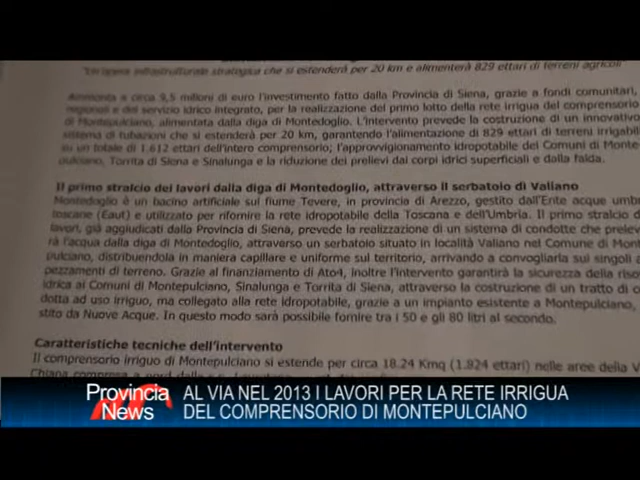 "Un'opera infrastrutturale strategica che si estenderà per 20 km e alimenterà 829 ettari di terreni agricoli
Ammonta a circa 9,5 milioni di euro l'investimento fatto dalla Provincia di Siena, grazie a fondi comunitari,
regionali e del servizio idrico integrato, per la realizzazione del primo lotto della rete irrigua del comprensorio
di Montepulciano, alimentata dalla diga di Montedoglio. L'intervento prevede la costruzione di un innovativo
sistema di tubazioni che si estenderà per 20 km, garantendo l'alimentazione di 829 ettari di terreni irrigabili
su un totale di 1.612 ettari dell'intero comprensorio; l'approvvigionamento idropotabile del Comuni di Monte-
pulciano, Torrita di Siena e Sinalunga e la riduzione dei prelievi dai corpi idrici superficiali e dalla falda.
Il primo stralcio dei lavori dalla diga di Montedoglio, attraverso il serbatoio di Valiano
Montedoglio è un bacino artificiale sul fiume Tevere, in provincia di Arezzo, gestito dall'Ente acque umbr
toscane (Eaut) e utilizzato per rifornire la rete idropotabile della Toscana e dell'Umbria. Il primo stralcio d
lavori, già aggiudicati dalla Provincia di Siena, prevede la realizzazione di un sistema di condotte che prelev
rà l'acqua dalla diga di Montedoglio, attraverso un serbatoio situato in località Valiano nel Comune di Mon
pulciano, distribuendola in maniera capillare e uniforme sul territorio, arrivando a convogliarla sui singoli a
pezzamenti di terreno. Grazie al finanziamento di Ato4, inoltre l'intervento garantirà la sicurezza della riso
idrica ai Comuni di Montepulciano, Sinalunga e Torrita di Siena, attraverso la costruzione di un tratto di c
dotta ad uso irriguo, ma collegato alla rete idropotabile, grazie a un impianto esistente a Montepulciano,
stito da Nuove Acque. In questo modo sarà possibile fornire tra i 50 e gli 80 litri al secondo.
Caratteristiche tecniche dell'intervento
Il comprensorio irriguo di Montepulciano si estende per circa 18.24 Kmq (1.824 ettari) nelle aree della V
Chiana compresa a nord dalla
Provincia News
AL VIA NEL 2013 I LAVORI PER LA RETE IRRIGUA
DEL COMPRENSORIO DI MONTEPULCIANO